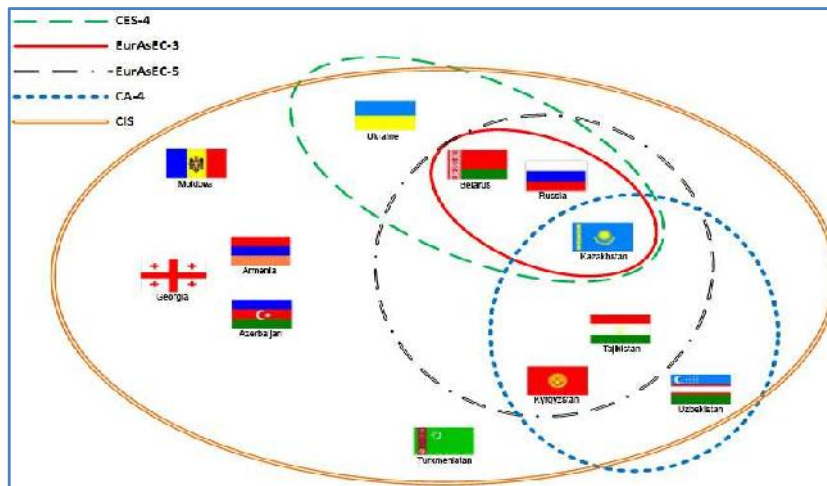 CES-4
EurAsEC-3
EurAsEC-5
CA-4
CIS
Ukraine
Moldova
Belarus
Russia
Kazakhstan
Armenia
Georgia
Azerbaijan
Tajikistan
Kyrgyzstan
Uzbekistan
Turkmenistan